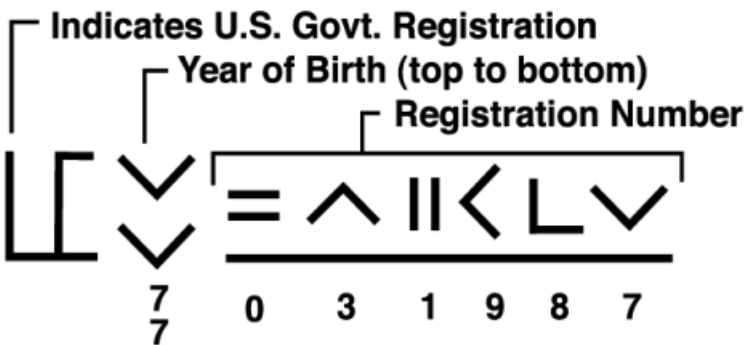 Indicates U.S. Govt. Registration
Year of Birth (top to bottom)
Registration Number
7 0 3 1 9 8 7
7